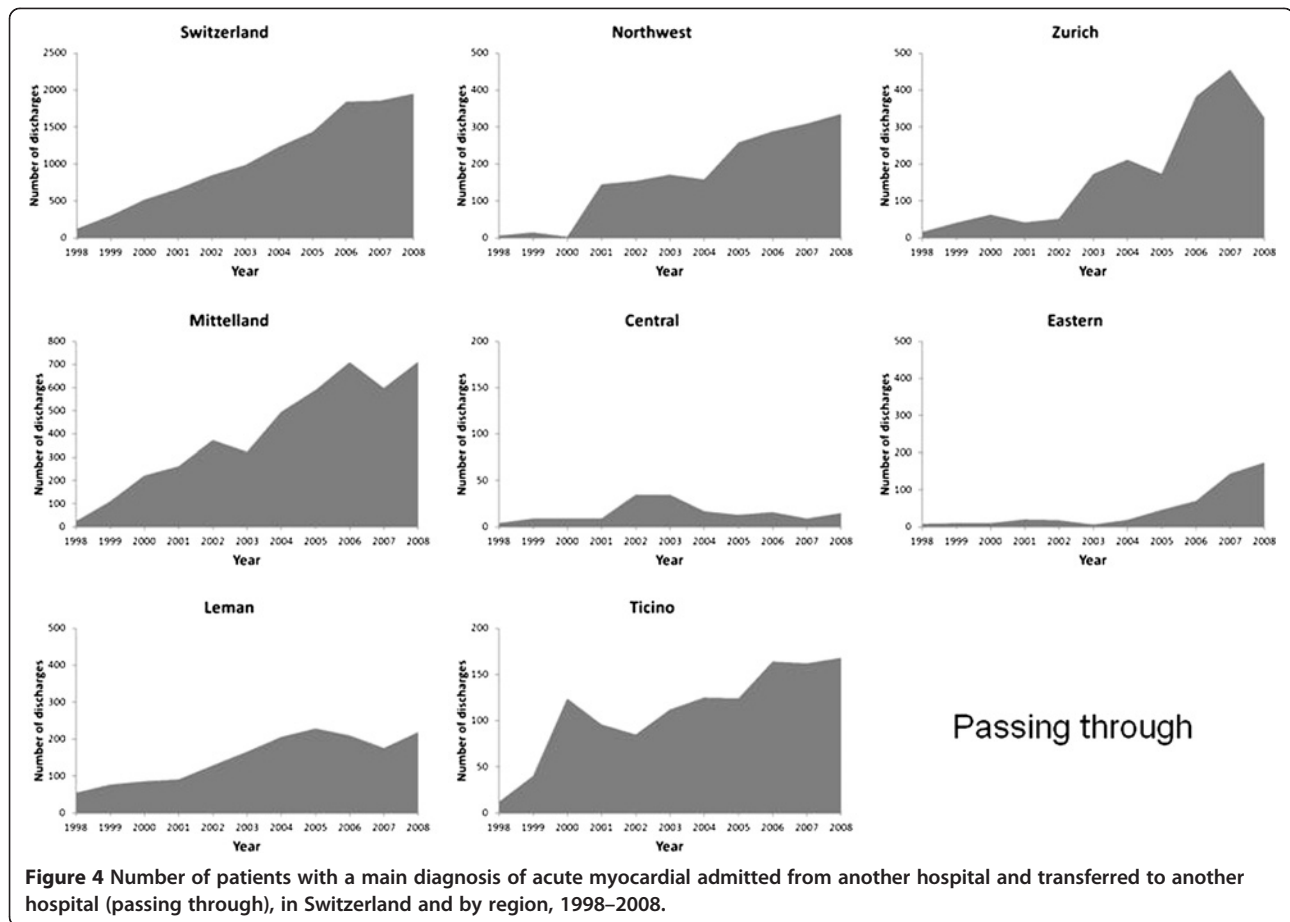 Switzerland
Number of discharges
2500
2000
1500
1000
500
0
1998 1999 2000 2001 2002 2003 2004 2005 2006 2007 2008
Year
Northwest
Number of discharges
500
400
300
200
100
0
1998 1999 2000 2001 2002 2003 2004 2005 2006 2007 2008
Year
Zurich
Number of discharges
500
400
300
200
100
0
1998 1999 2000 2001 2002 2003 2004 2005 2006 2007 2008
Year
Mittelland
Number of discharges
800
700
600
500
400
300
200
100
0
1998 1999 2000 2001 2002 2003 2004 2005 2006 2007 2008
Year
Central
Number of discharges
200
150
100
50
0
1998 1999 2000 2001 2002 2003 2004 2005 2006 2007 2008
Year
Eastern
Number of discharges
500
400
300
200
100
0
1998 1999 2000 2001 2002 2003 2004 2005 2006 2007 2008
Year
Leman
Number of discharges
500
400
300
200
100
0
1998 1999 2000 2001 2002 2003 2004 2005 2006 2007 2008
Year
Ticino
Number of discharges
200
150
100
50
0
1998 1999 2000 2001 2002 2003 2004 2005 2006 2007 2008
Year
Passing through
Figure 4 Number of patients with a main diagnosis of acute myocardial admitted from another hospital and transferred to another
hospital (passing through), in Switzerland and by region, 1998–2008.